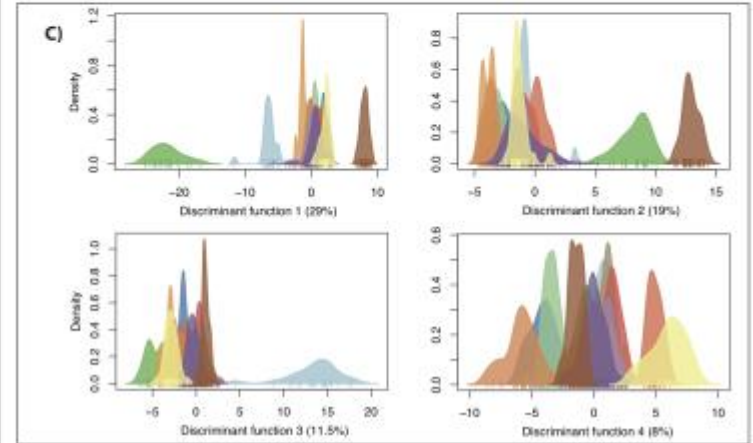 C)
Density
1.2
0.8
0.4
0.0
−20 −10 0 10
Discriminant function 1 (29%)
0.8
0.6
0.4
0.2
0.0
−5 0 5 10 15
Discriminant function 2 (19%)
Density
1.0
0.8
0.6
0.4
0.2
0.0
−5 0 5 10 15 20
Discriminant function 3 (11.5%)
0.6
0.4
0.2
0.0
−10 −5 0 5 10
Discriminant function 4 (8%)